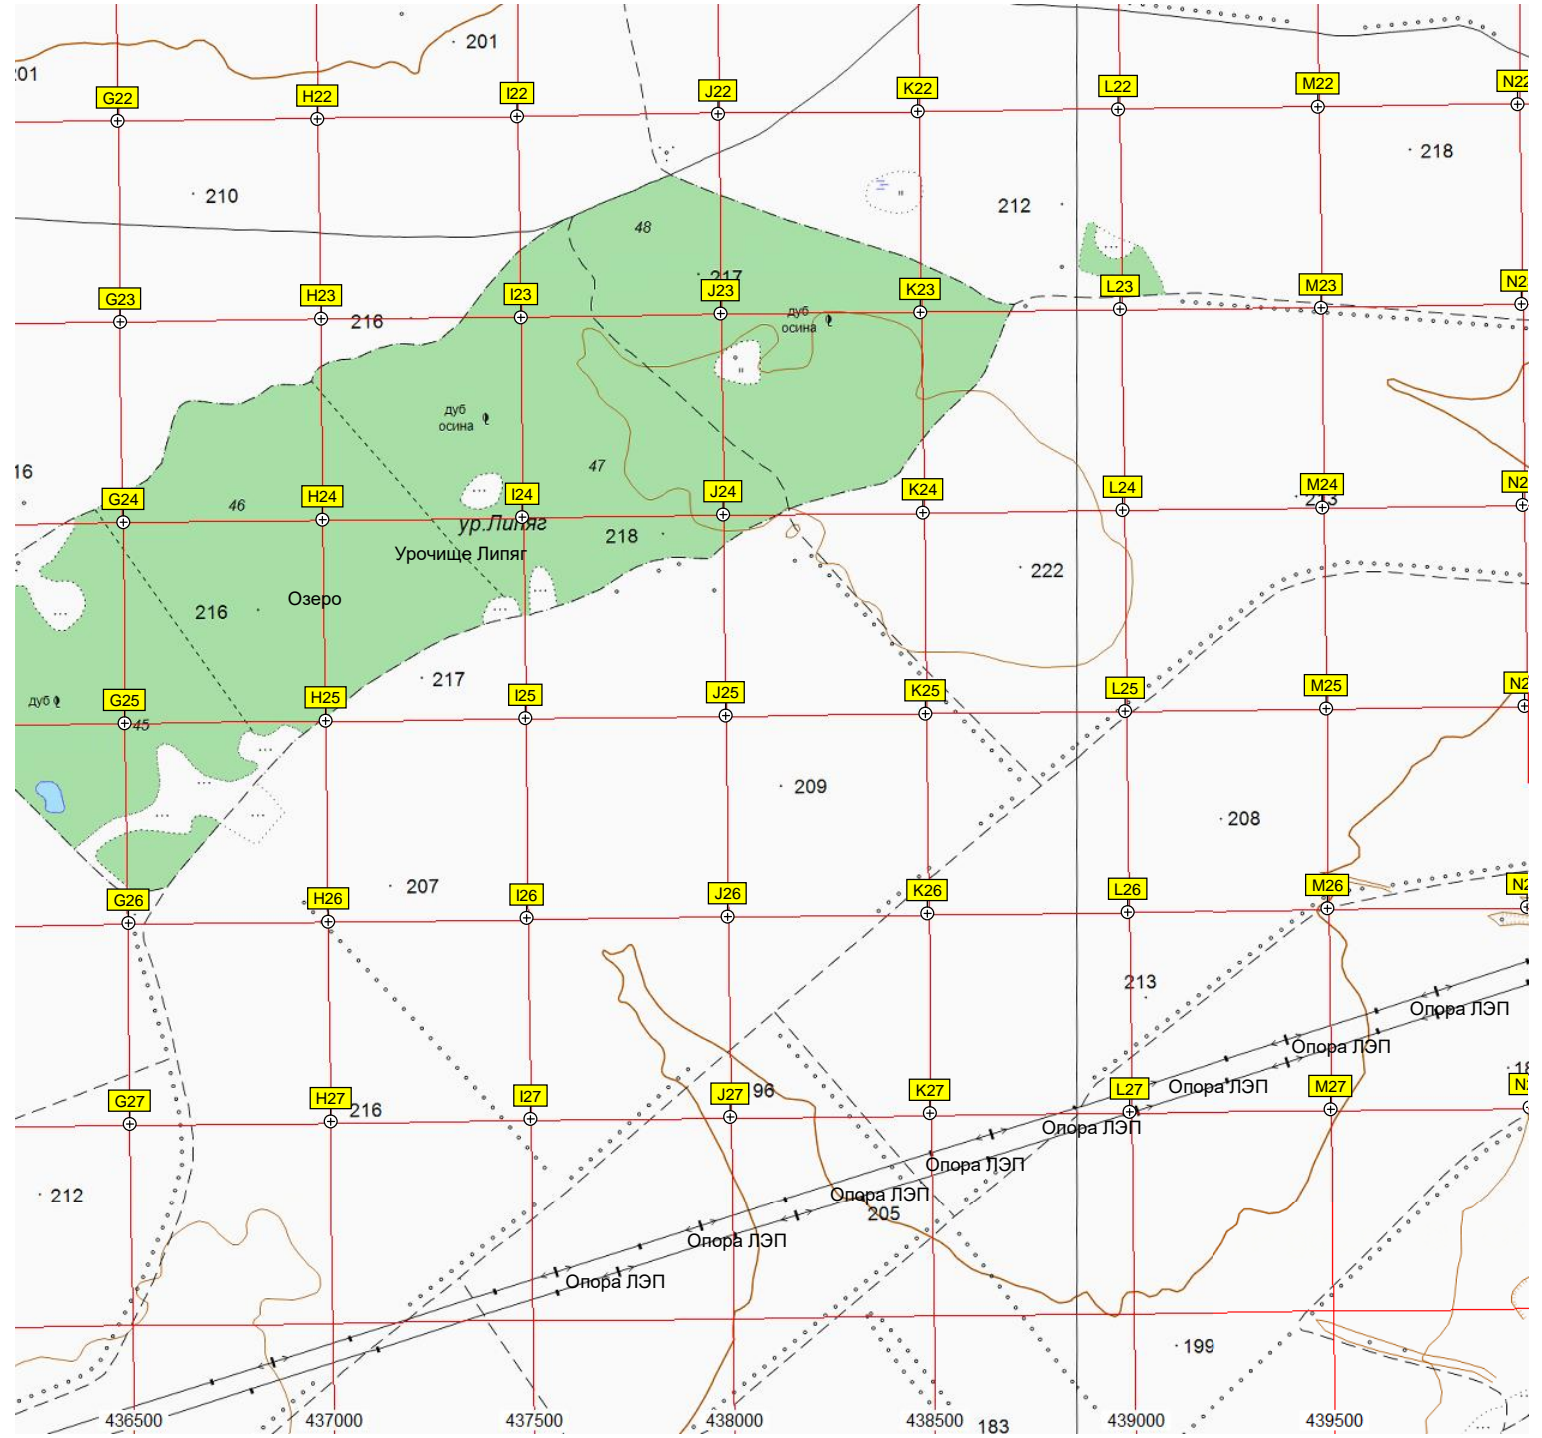 201
201
G22
H22
I22
J22
K22
L22
M22
N22
218
210
212
48
217
G23
H23
I23
J23
K23
L23
M23
N2
216
дуб
осина
дуб
осина
47
16
46
G24
H24
I24
J24
K24
L24
M24
N2
ур.Липяг
218
Урочище Липяг
222
216
Озеро
217
дуб
G25
H25
I25
J25
K25
L25
M25
N2
45
209
208
207
G26
H26
I26
J26
K26
L26
M26
N2
213
Опора ЛЭП
Опора ЛЭП
Опора ЛЭП
G27
H27
216
I27
J27
96
K27
L27
M27
Опора ЛЭП
Опора ЛЭП
Опора ЛЭП
212
205
Опора ЛЭП
Опора ЛЭП
199
436500
437000
437500
438000
438500
439000
439500
183